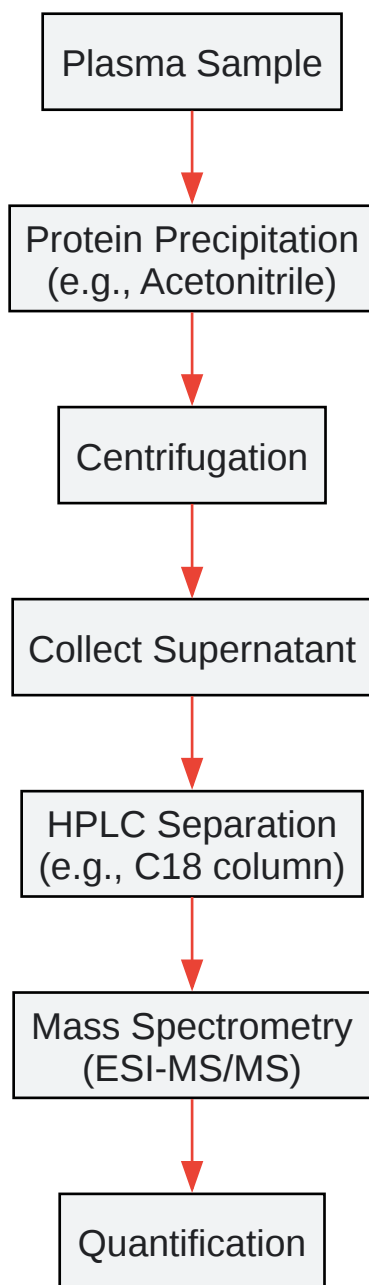 Plasma Sample
Protein Precipitation
(e.g., Acetonitrile)
Centrifugation
Collect Supernatant
HPLC Separation
(e.g., C18 column)
Mass Spectrometry
(ESI-MS/MS)
Quantification